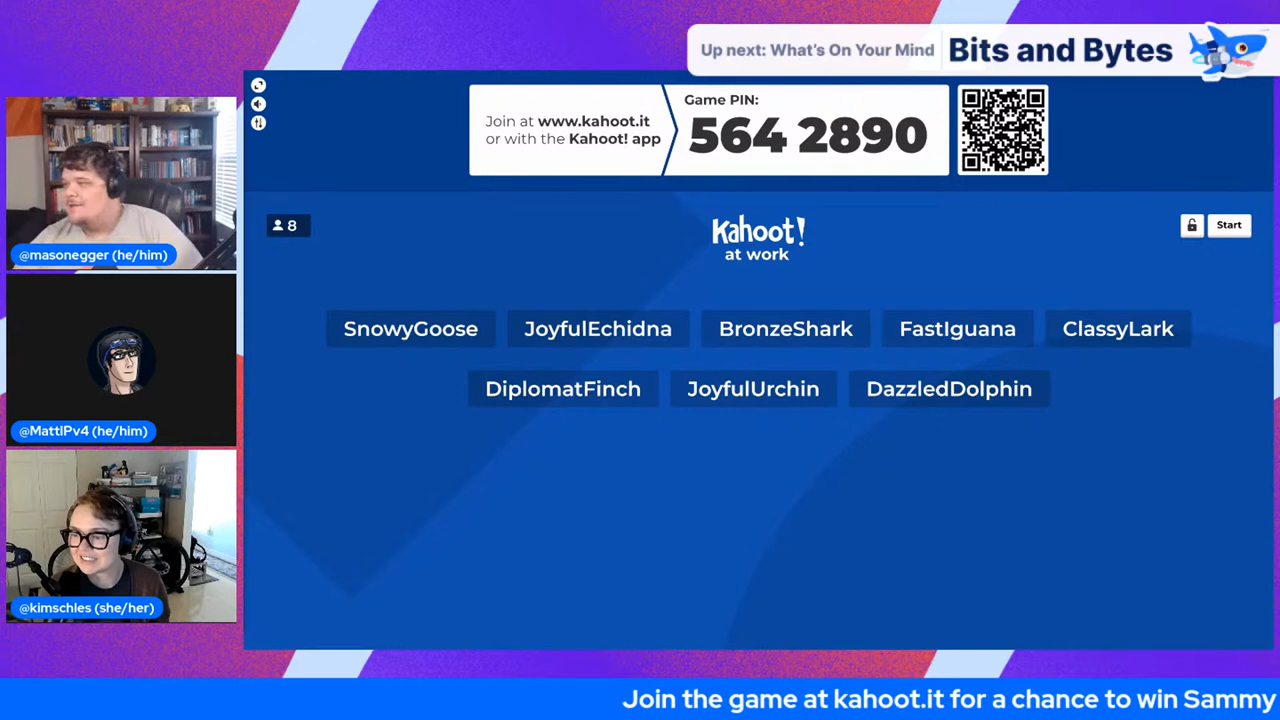 Up next: What's On Your Mind
Bits and Bytes
Join at www.kahoot.it
or with the Kahoot! app
Game PIN:
564 2890
8
Kahoot!
at work
Start
SnowyGoose
JoyfulEchidna
BronzeShark
FastIguana
ClassyLark
DiplomatFinch
JoyfulUrchin
DazzledDolphin
@masonegger (he/him)
@MattIPv4 (he/him)
@kimschles (she/her)
Join the game at kahoot.it for a chance to win Sammy